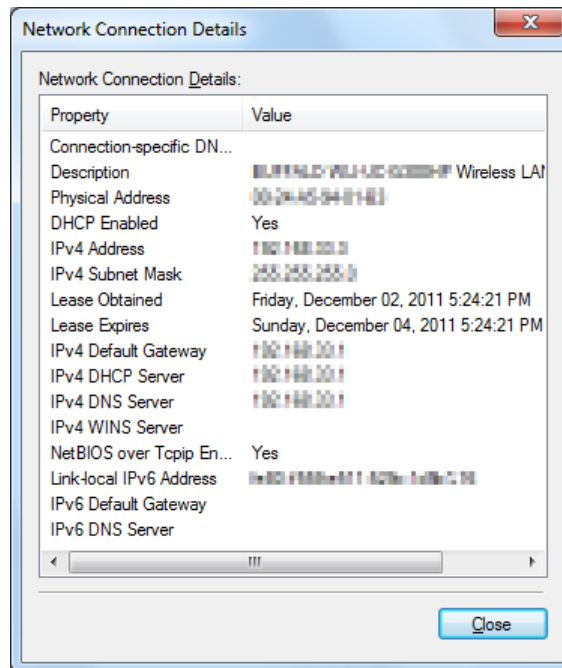 Network Connection Details
Network Connection Details:
Property Value
Connection-specific DN...
Description Wireless LAN
Physical Address
DHCP Enabled Yes
IPv4 Address
IPv4 Subnet Mask
Lease Obtained Friday, December 02, 2011 5:24:21 PM
Lease Expires Sunday, December 04, 2011 5:24:21 PM
IPv4 Default Gateway
IPv4 DHCP Server
IPv4 DNS Server
IPv4 WINS Server
NetBIOS over Tcpip En... Yes
Link-local IPv6 Address
IPv6 Default Gateway
IPv6 DNS Server
Close